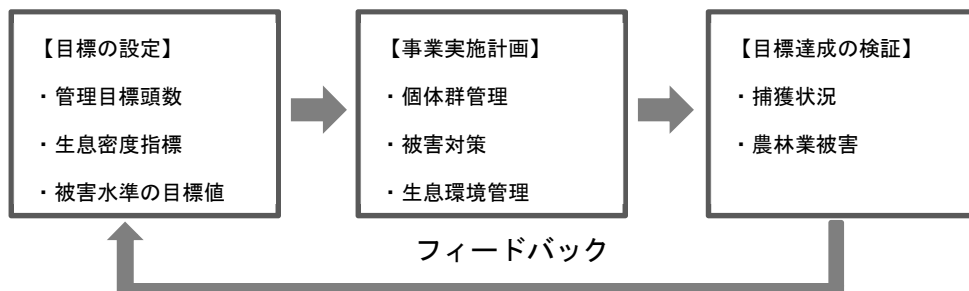 【目標の設定】
・管理目標頭数
・生息密度指標
・被害水準の目標値
【事業実施計画】
・個体群管理
・被害対策
・生息環境管理
【目標達成の検証】
・捕獲状況
・農林業被害
フィードバック